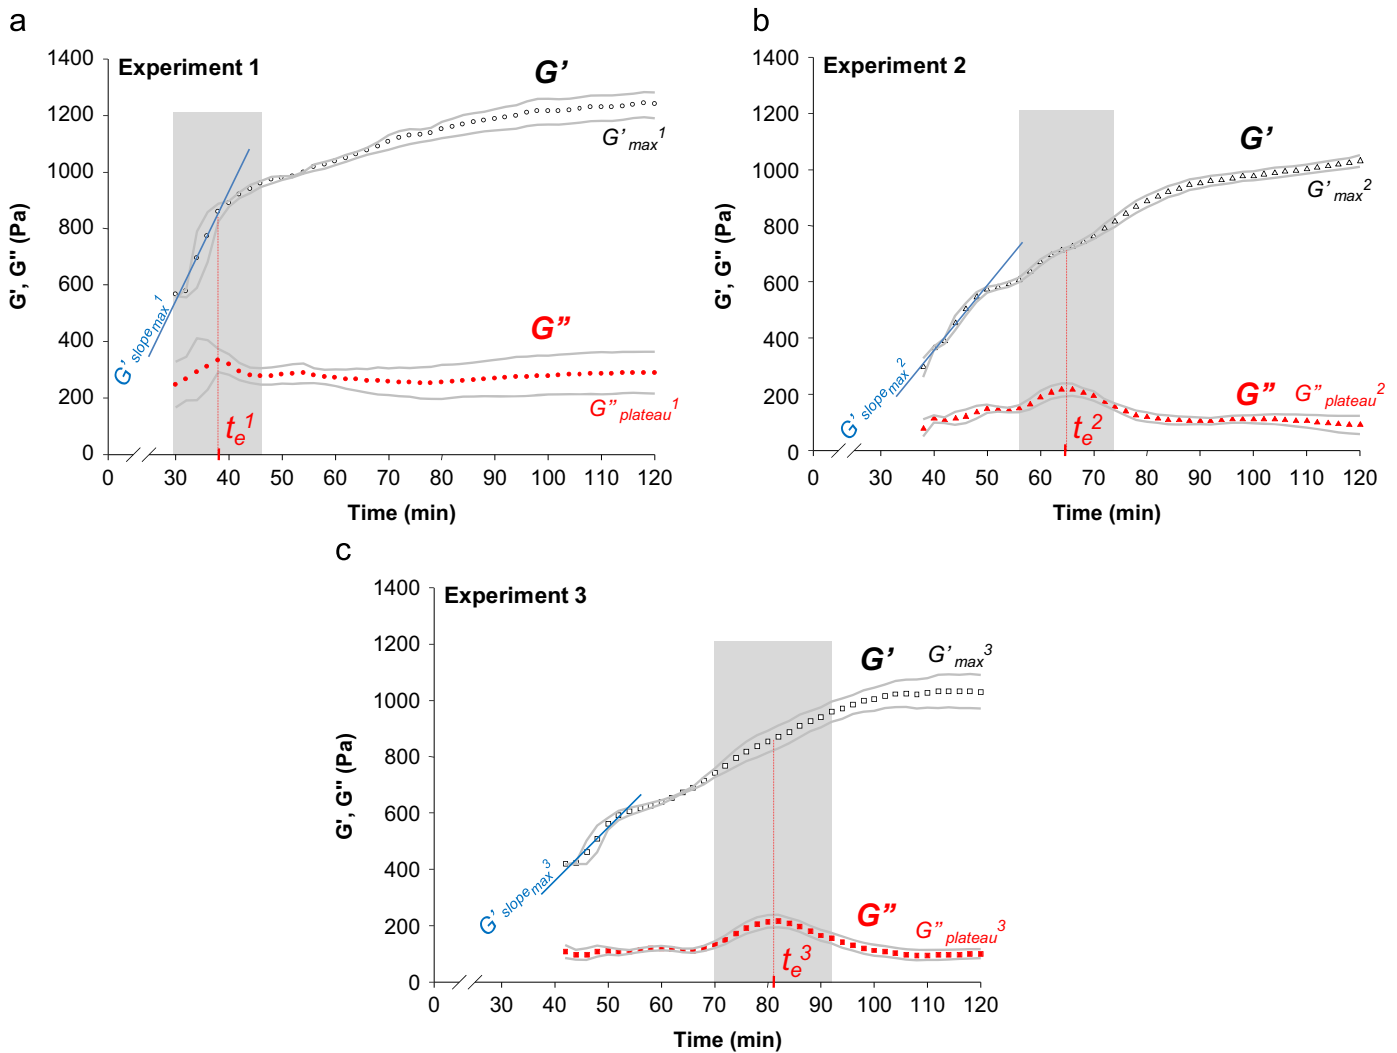 a
Experiment 1
G', G'' (Pa)
1400
1200
1000
800
600
400
200
0
G'
G'max1
G' slopemax1
G''
G''plateau1
te1
0 30 40 50 60 70 80 90 100 110 120
Time (min)
b
Experiment 2
G', G'' (Pa)
1400
1200
1000
800
600
400
200
0
G'
G'max2
G' slopemax2
G''
G''plateau2
te2
0 30 40 50 60 70 80 90 100 110 120
Time (min)
c
Experiment 3
G', G'' (Pa)
1400
1200
1000
800
600
400
200
0
G'
G'max3
G' slopemax3
G''
G''plateau3
te3
0 30 40 50 60 70 80 90 100 110 120
Time (min)